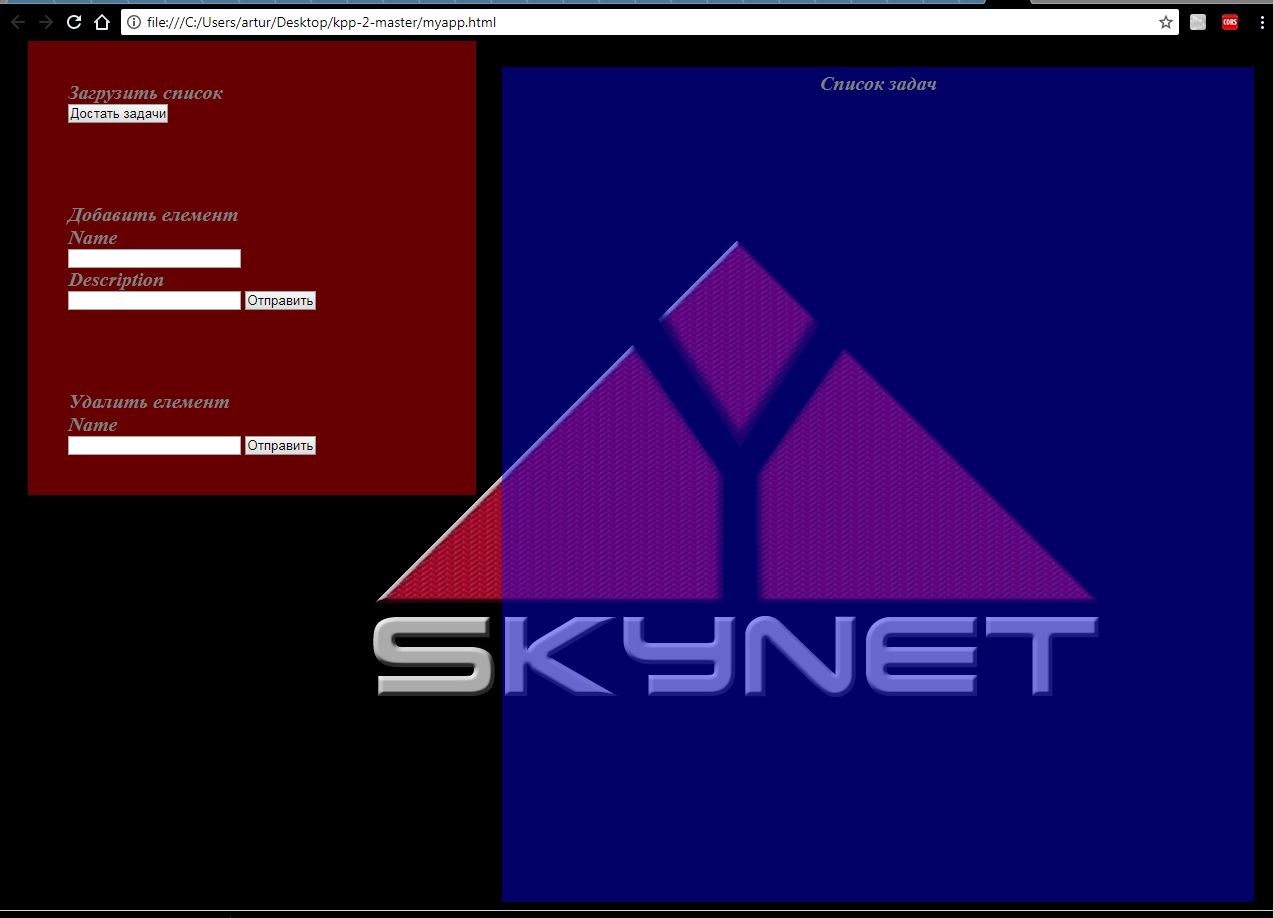 file:///C:/Users/artur/Desktop/kpp-2-master/myapp.html
CORS
Загрузить список
Достать задачи
Добавить елемент
Name
Description
Отправить
Удалить елемент
Name
Отправить
Список задач
SKYNET